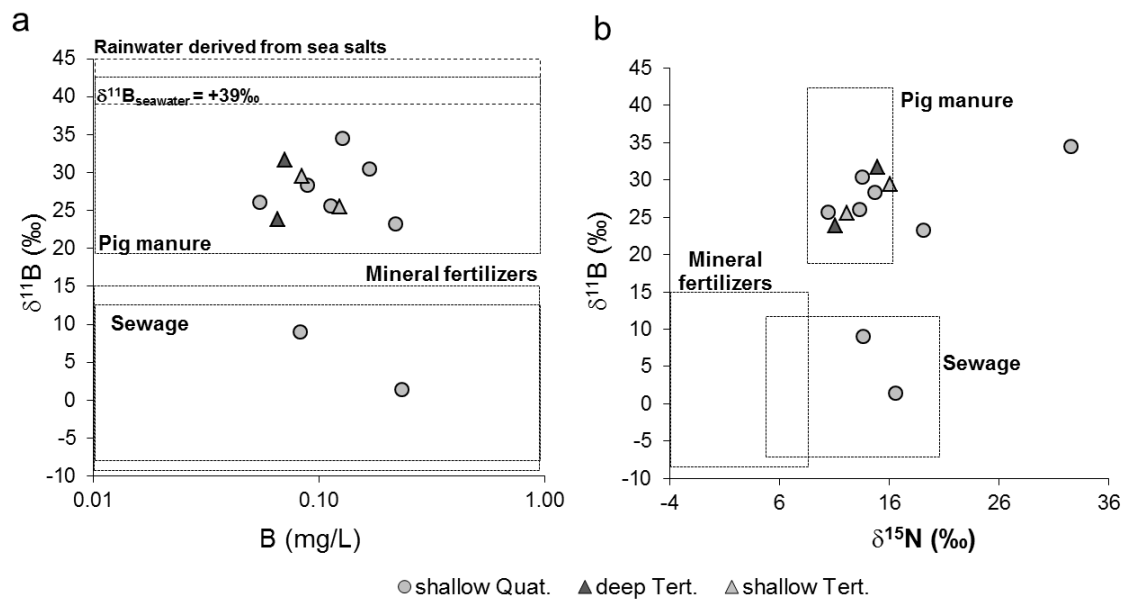 a
Rainwater derived from sea salts
δ¹¹B seawater = +39‰
Pig manure
Mineral fertilizers
Sewage
45
40
35
30
25
20
15
10
5
0
-5
-10
δ¹¹B (‰)
0.01
0.10
1.00
B (mg/L)
b
Pig manure
Mineral
fertilizers
Sewage
45
40
35
30
25
20
15
10
5
0
-5
-10
δ¹¹B (‰)
-4
6
16
26
36
δ¹⁵N (‰)
shallow Quat. deep Tert. shallow Tert.